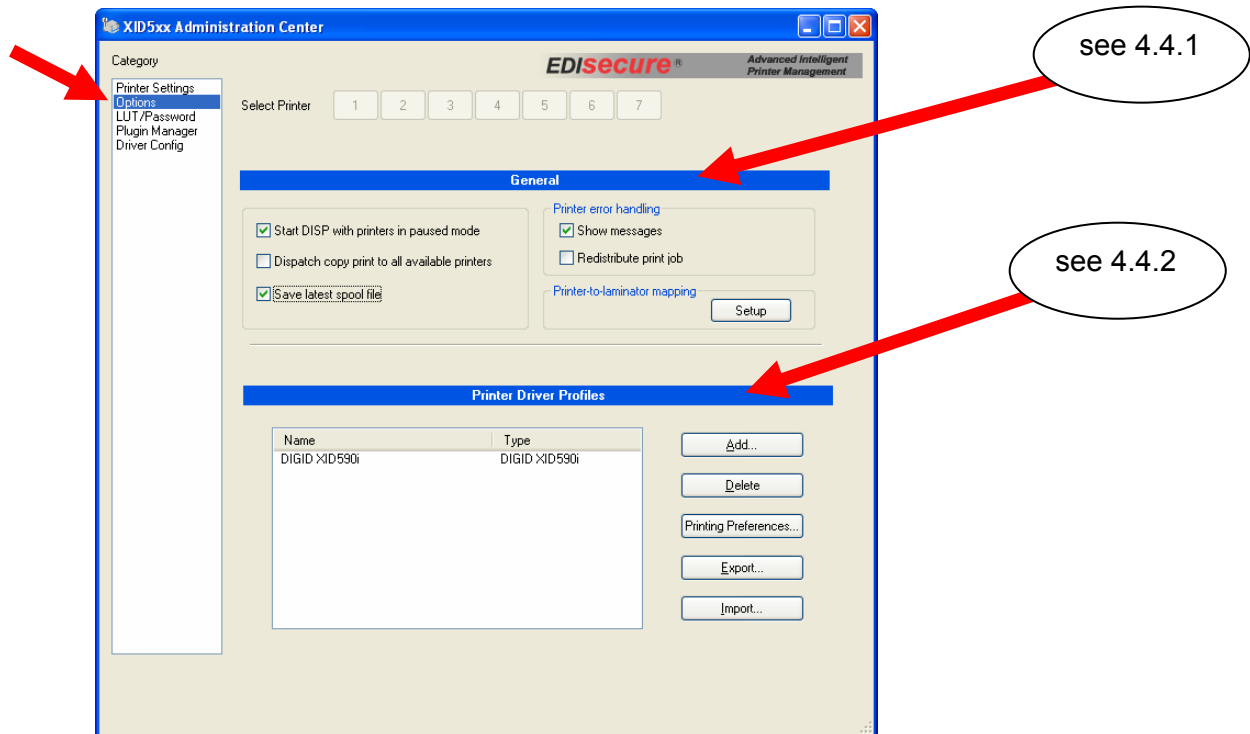 XID5xx Administration Center
see 4.4.1
Category
EDIsecure®
Advanced Intelligent
Printer Management
Printer Settings
Options
LUT/Password
Plugin Manager
Driver Config
Select Printer 1 2 3 4 5 6 7
General
Start DISP with printers in paused mode
Dispatch copy print to all available printers
Save latest spool file
Printer error handling
Show messages
Redistribute print job
Printer-to-laminator mapping
Setup
see 4.4.2
Printer Driver Profiles
Name Type
DIGID XID590i DIGID XID590i
Add...
Delete
Printing Preferences...
Export...
Import...